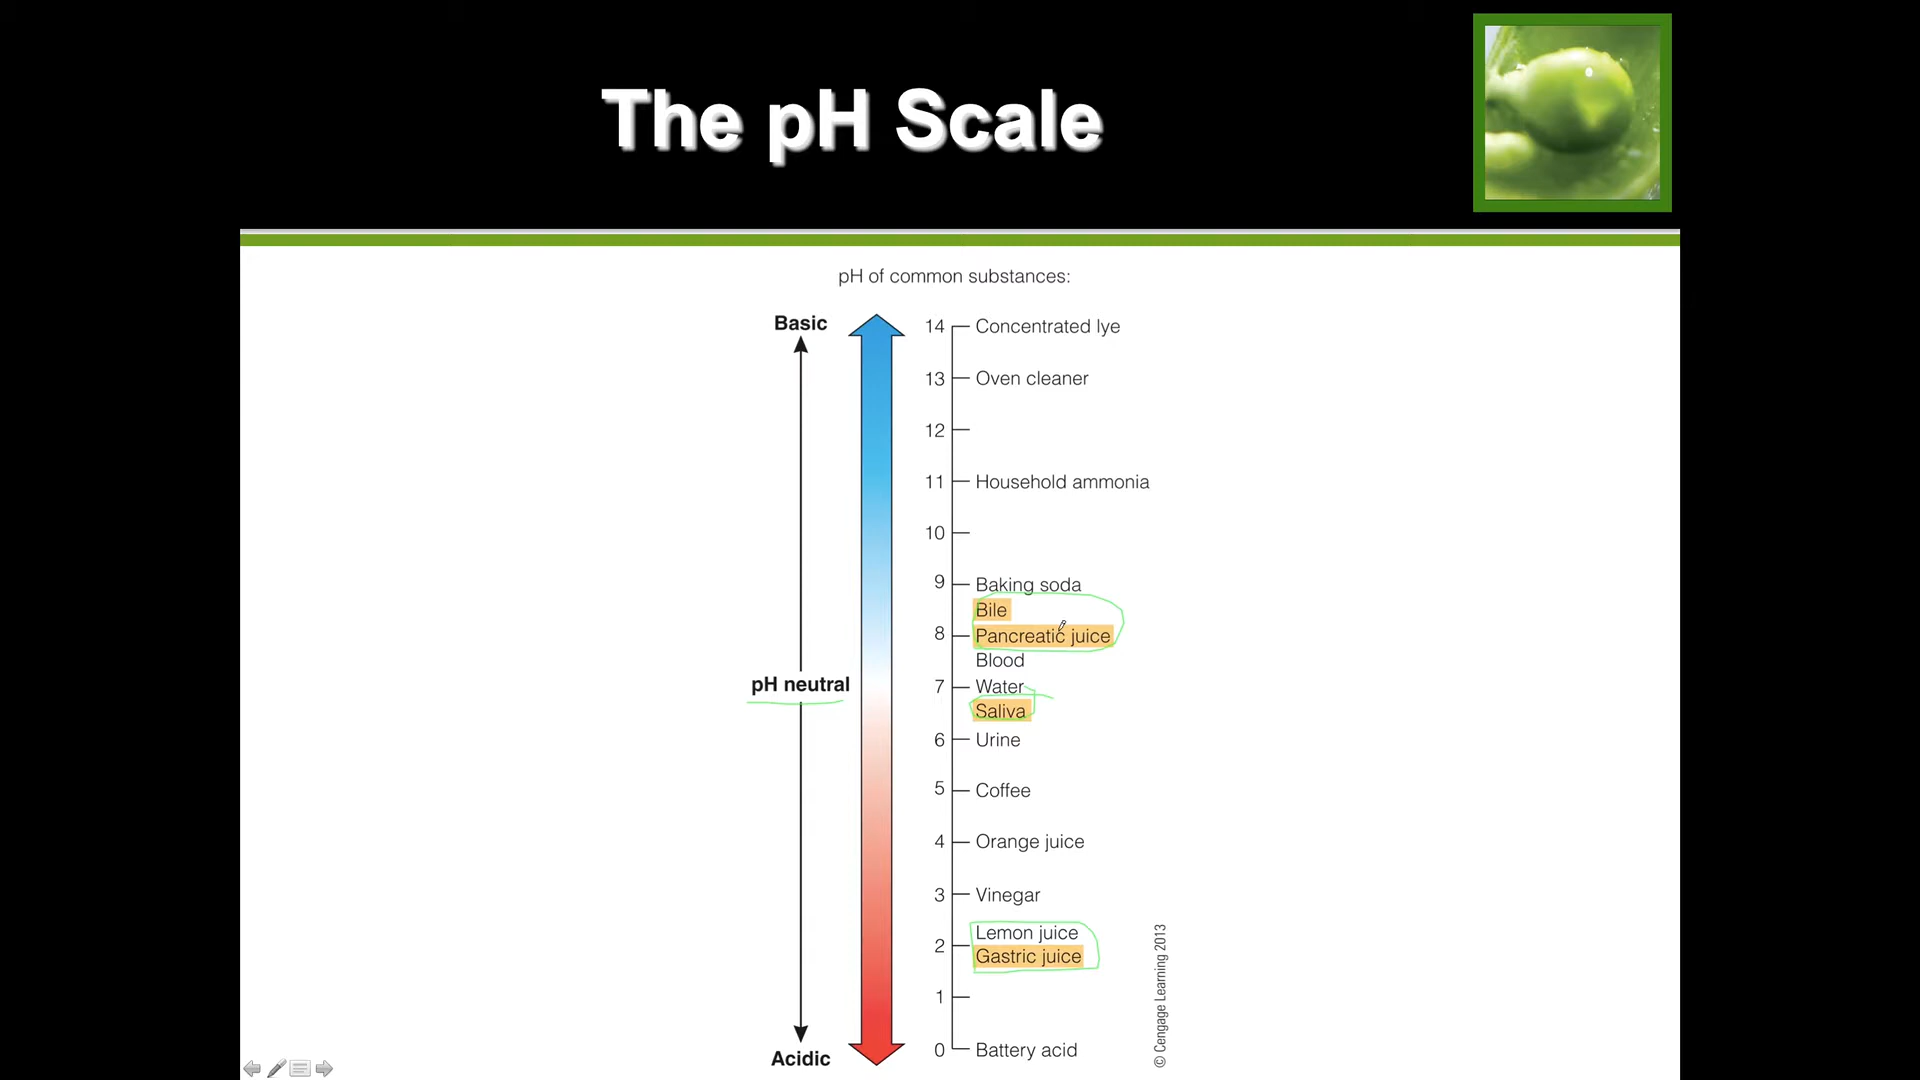 The pH Scale
pH of common substances:
Basic
14 Concentrated lye
13 Oven cleaner
12
11 Household ammonia
10
9 Baking soda
Bile
8 Pancreatic juice
Blood
pH neutral
7 Water
Saliva
6 Urine
5 Coffee
4 Orange juice
3 Vinegar
Lemon juice
2 Gastric juice
1
Acidic
0 Battery acid
© Cengage Learning 2013